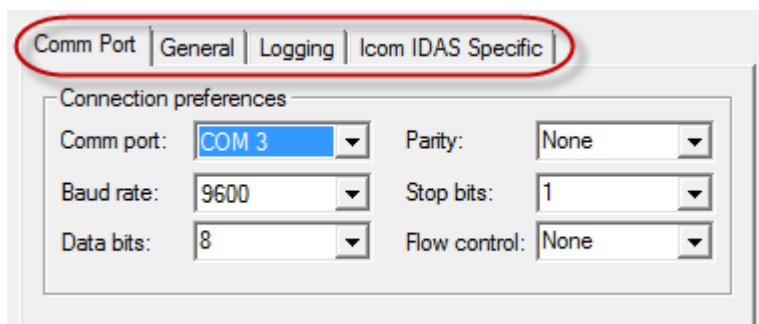 Comm Port General Logging Icom IDAS Specific
Connection preferences
Comm port: COM 3 Parity: None
Baud rate: 9600 Stop bits: 1
Data bits: 8 Flow control: None